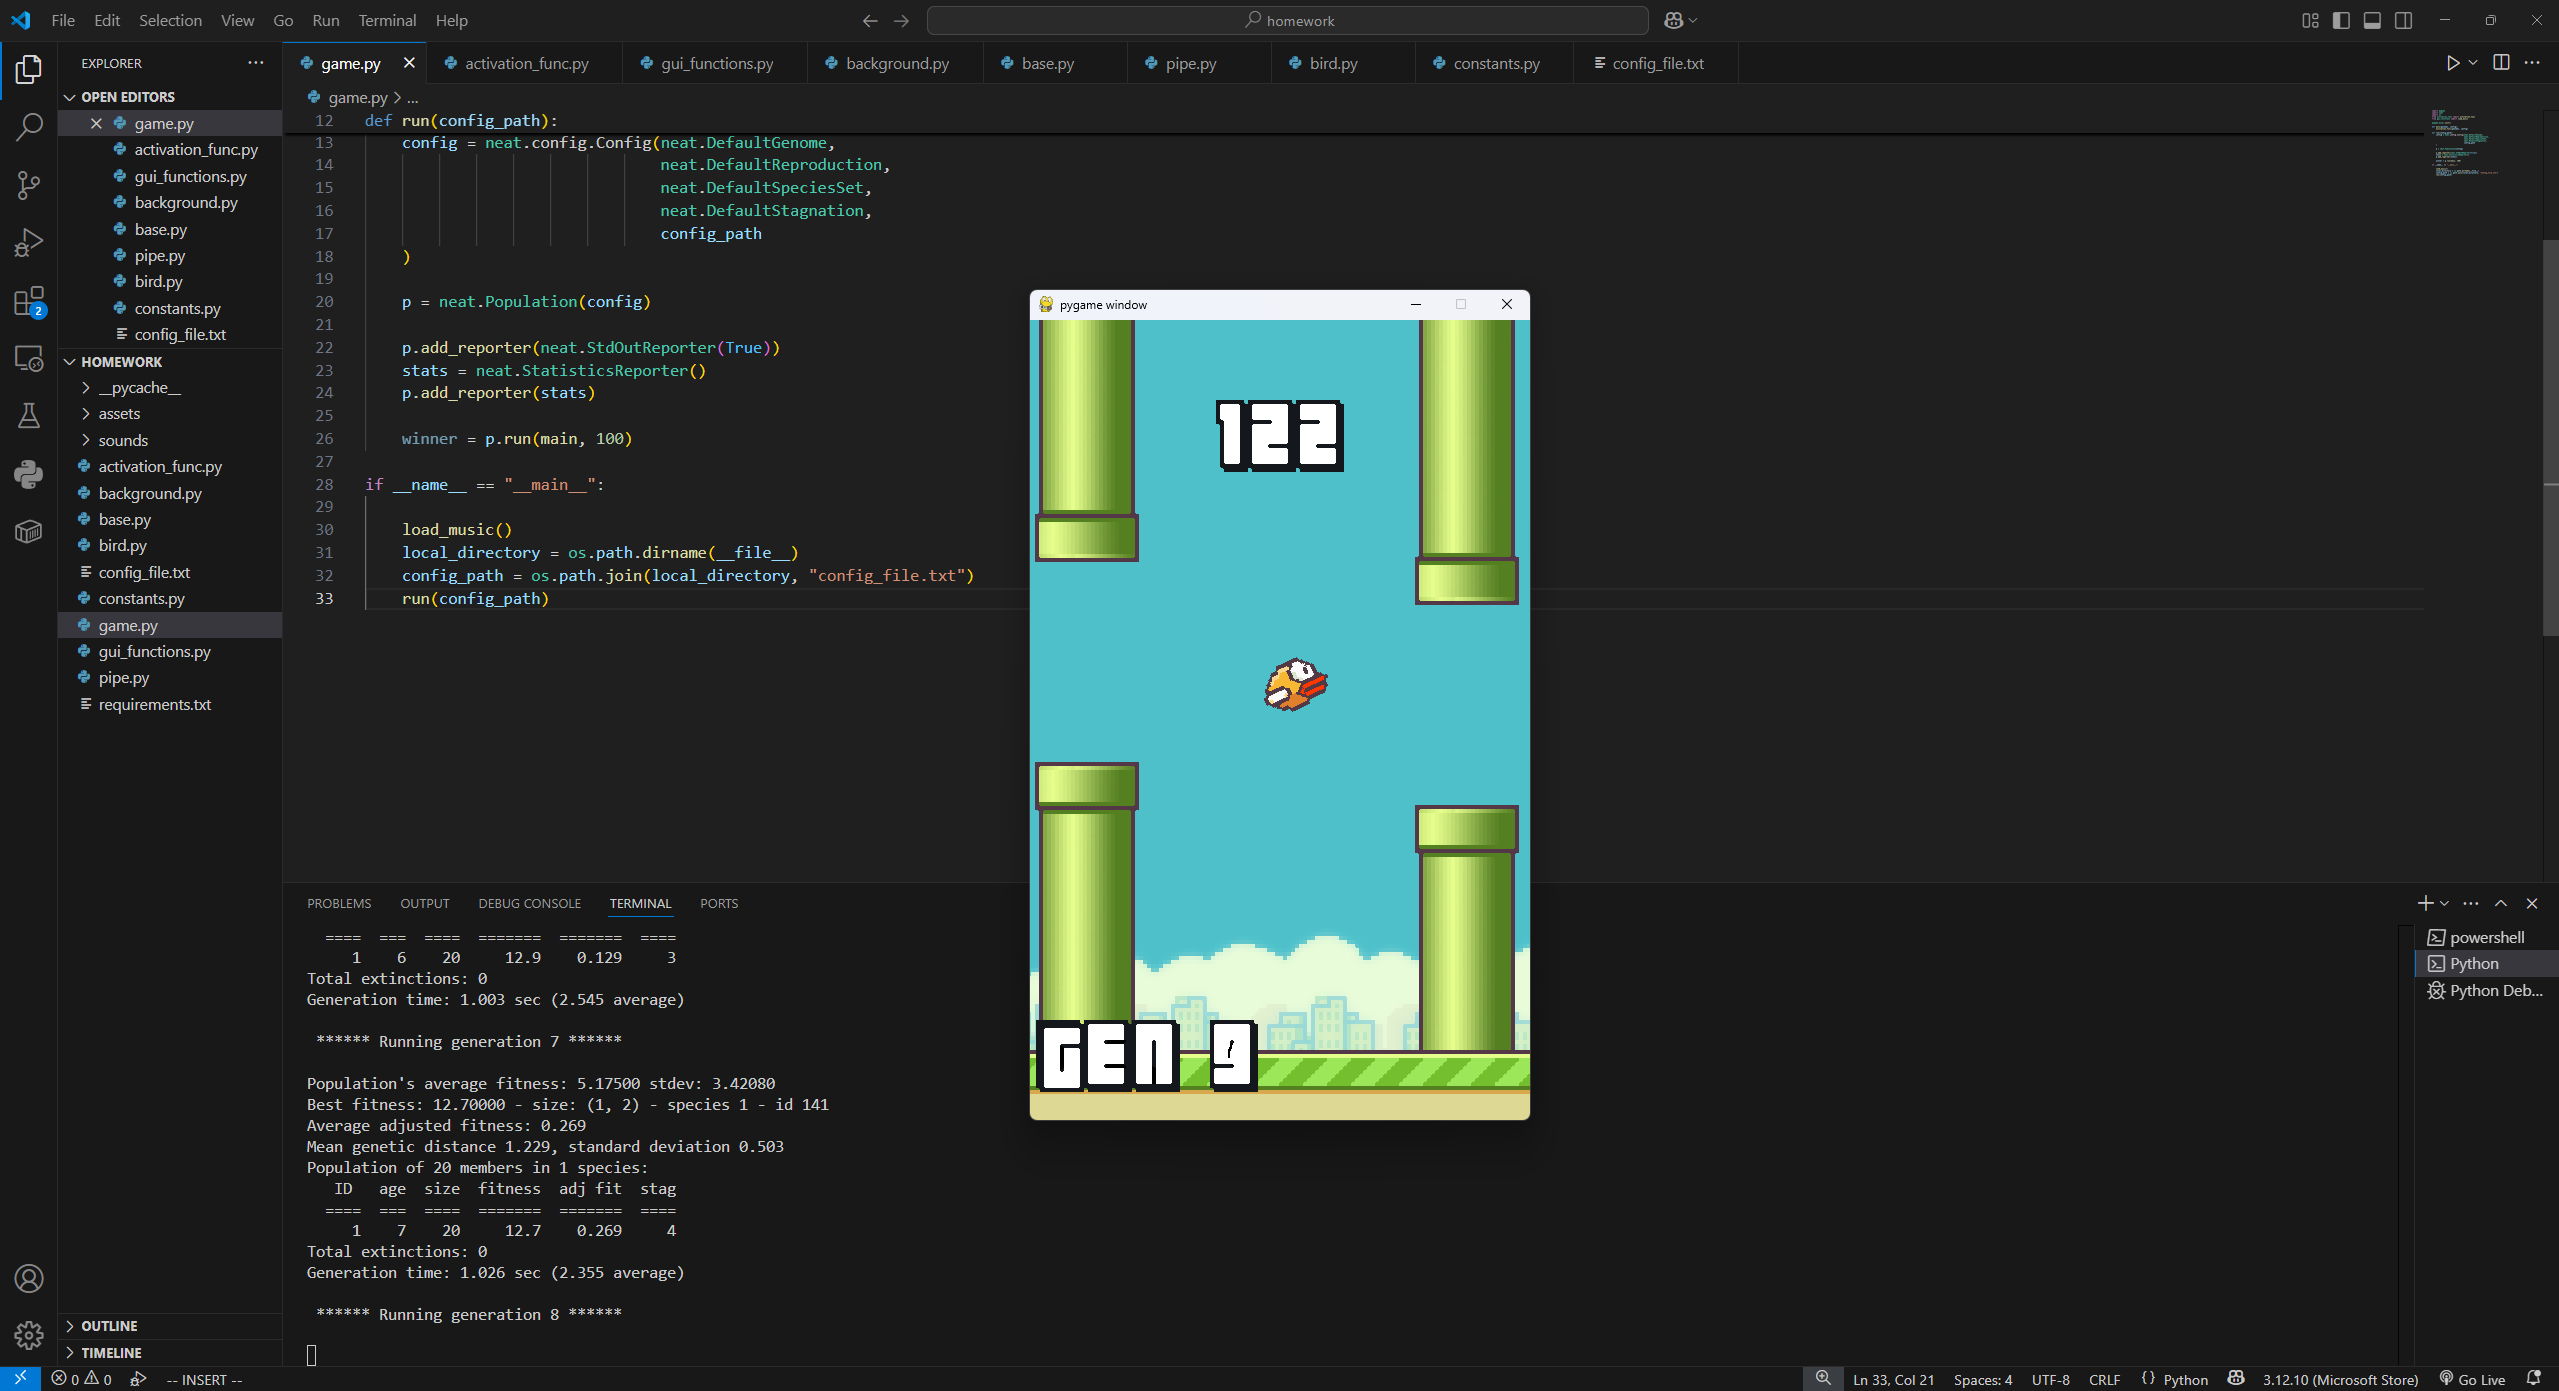 File Edit Selection View Go Run Terminal Help
homework
EXPLORER
OPEN EDITORS
game.py
activation_func.py
gui_functions.py
background.py
base.py
pipe.py
bird.py
constants.py
config_file.txt
HOMEWORK
__pycache__
assets
sounds
activation_func.py
background.py
base.py
bird.py
config_file.txt
constants.py
game.py
gui_functions.py
pipe.py
requirements.txt
OUTLINE
TIMELINE
2
game.py activation_func.py gui_functions.py background.py base.py pipe.py bird.py constants.py config_file.txt
game.py > ...
12 def run(config_path):
13 config = neat.config.Config(neat.DefaultGenome,
14 neat.DefaultReproduction,
15 neat.DefaultSpeciesSet,
16 neat.DefaultStagnation,
17 config_path
18 )
19
20 p = neat.Population(config)
21
22 p.add_reporter(neat.StdOutReporter(True))
23 stats = neat.StatisticsReporter()
24 p.add_reporter(stats)
25
26 winner = p.run(main, 100)
27
28 if __name__ == "__main__":
29
30 load_music()
31 local_directory = os.path.dirname(__file__)
32 config_path = os.path.join(local_directory, "config_file.txt")
33 run(config_path)
pygame window
122
GEN 9
PROBLEMS OUTPUT DEBUG CONSOLE TERMINAL PORTS
==== === ==== ======= ======= ====
1 6 20 12.9 0.129 3
Total extinctions: 0
Generation time: 1.003 sec (2.545 average)
****** Running generation 7 ******
Population's average fitness: 5.17500 stdev: 3.42080
Best fitness: 12.70000 - size: (1, 2) - species 1 - id 141
Average adjusted fitness: 0.269
Mean genetic distance 1.229, standard deviation 0.503
Population of 20 members in 1 species:
ID age size fitness adj fit stag
==== === ==== ======= ======= ====
1 7 20 12.7 0.269 4
Total extinctions: 0
Generation time: 1.026 sec (2.355 average)
****** Running generation 8 ******
powershell
Python
Python Deb...
0 0 -- INSERT --
Ln 33, Col 21 Spaces: 4 UTF-8 CRLF {} Python 3.12.10 (Microsoft Store) Go Live